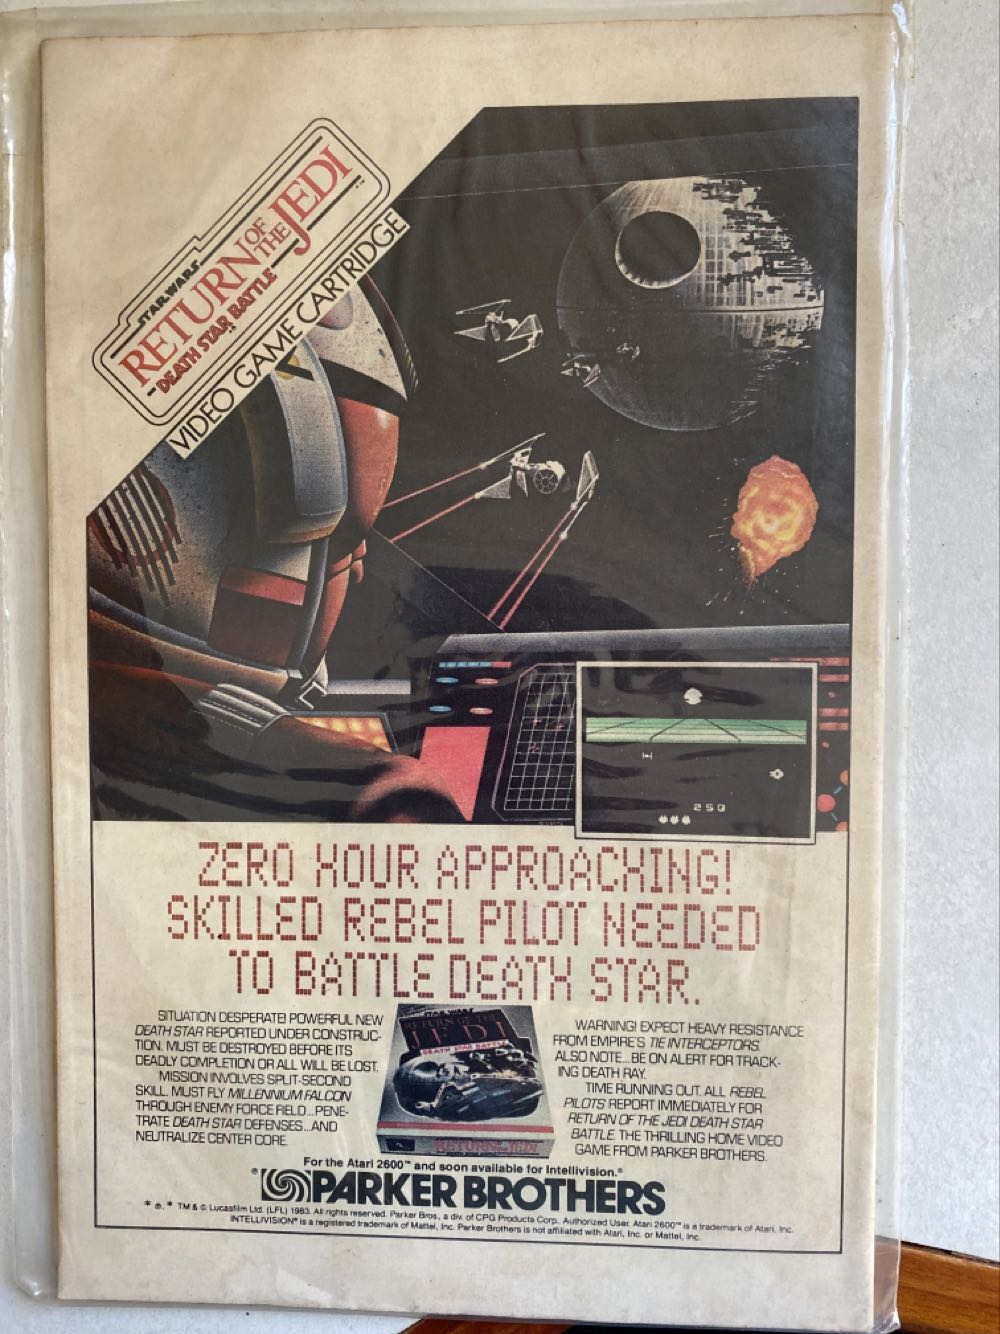 STAR WARS
RETURN OF THE JEDI
DEATH STAR BATTLE
VIDEO GAME CARTRIDGE
250
ZERO HOUR APPROACHING!
SKILLED REBEL PILOT NEEDED
TO BATTLE DEATH STAR.
SITUATION DESPERATE! POWERFUL NEW
DEATH STAR REPORTED UNDER CONSTRUC-
TION. MUST BE DESTROYED BEFORE ITS
DEADLY COMPLETION OR ALL WILL BE LOST.
MISSION INVOLVES SPLIT-SECOND
SKILL. MUST FLY MILLENNIUM FALCON
THROUGH ENEMY FORCE FIELD...PENE-
TRATE DEATH STAR DEFENSES...AND
NEUTRALIZE CENTER CORE.
STAR WARS
RETURN OF THE
JEDI
DEATH STAR BATTLE
WARNING! EXPECT HEAVY RESISTANCE
FROM EMPIRE'S TIE INTERCEPTORS.
ALSO NOTE...BE ON ALERT FOR TRACK-
ING DEATH RAY.
TIME RUNNING OUT. ALL REBEL
PILOTS REPORT IMMEDIATELY FOR
RETURN OF THE JEDI DEATH STAR
BATTLE. THE THRILLING HOME VIDEO
GAME FROM PARKER BROTHERS.
For the Atari 2600™ and soon available for Intellivision.®
® PARKER BROTHERS
* ®, * TM & © Lucasfilm Ltd. (LFL) 1983. All rights reserved. Parker Bros., a div. of CPG Products Corp. Authorized User. Atari 2600™ is a trademark of Atari, Inc.
INTELLIVISION® is a registered trademark of Mattel, Inc. Parker Brothers is not affiliated with Atari, Inc. or Mattel, Inc.